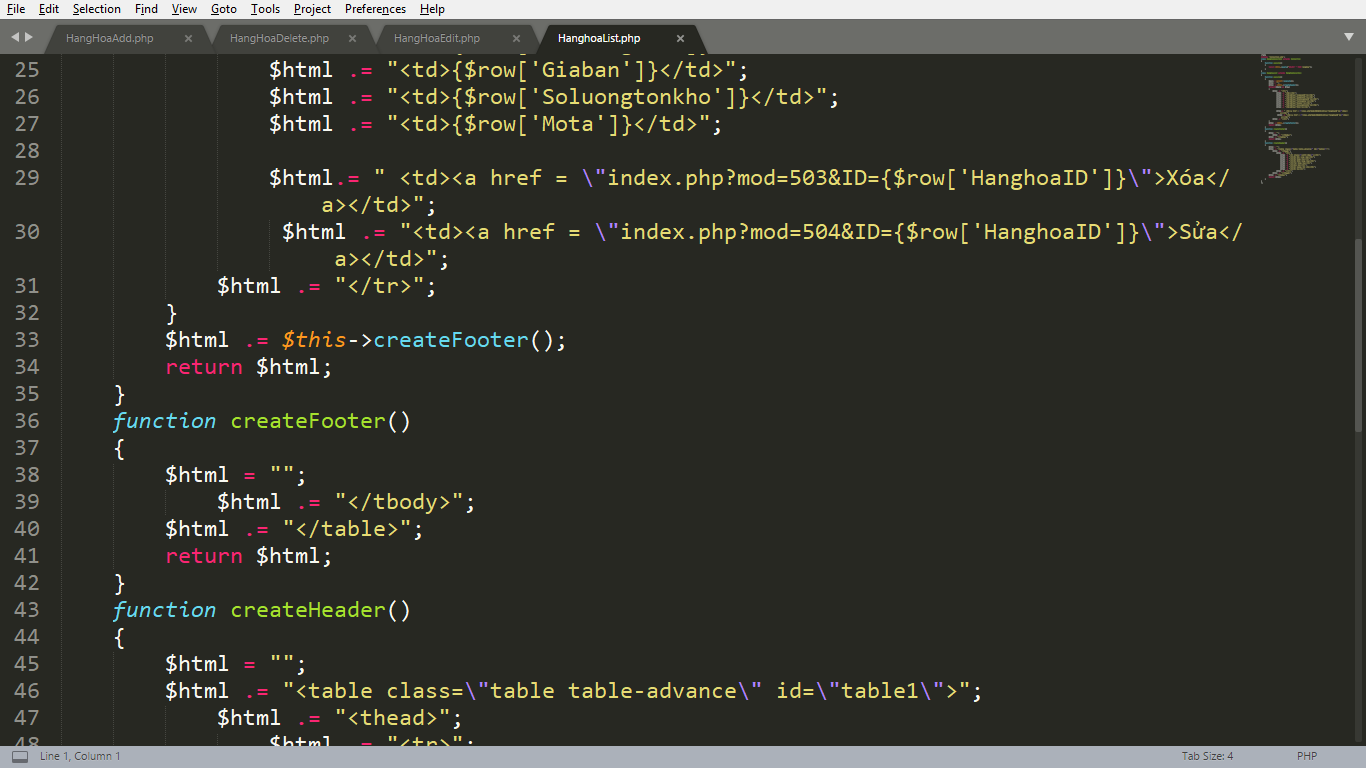 File Edit Selection Find View Goto Tools Project Preferences Help
HangHoaAdd.php × HangHoaDelete.php × HangHoaEdit.php × HanghoaList.php ×
25 $html .= "<td>{$row['Giaban']}</td>";
26 $html .= "<td>{$row['Soluongtonkho']}</td>";
27 $html .= "<td>{$row['Mota']}</td>";
28
29 $html.= " <td><a href = \"index.php?mod=503&ID={$row['HanghoaID']}\">Xóa</
a></td>";
30 $html .= "<td><a href = \"index.php?mod=504&ID={$row['HanghoaID']}\">Sửa</
a></td>";
31 $html .= "</tr>";
32 }
33 $html .= $this->createFooter();
34 return $html;
35 }
36 function createFooter()
37 {
38 $html = "";
39 $html .= "</tbody>";
40 $html .= "</table>";
41 return $html;
42 }
43 function createHeader()
44 {
45 $html = "";
46 $html .= "<table class=\"table table-advance\" id=\"table1\">";
47 $html .= "<thead>";
48 $html .= "<tr>";
Line 1, Column 1 Tab Size: 4 PHP